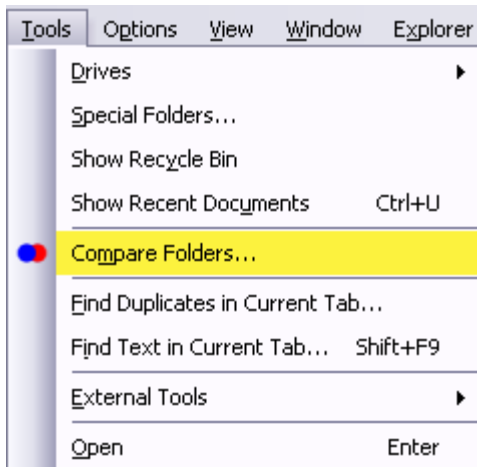 Tools Options View Window Explorer
Drives
Special Folders...
Show Recycle Bin
Show Recent Documents Ctrl+U
Compare Folders...
Find Duplicates in Current Tab...
Find Text in Current Tab... Shift+F9
External Tools
Open Enter